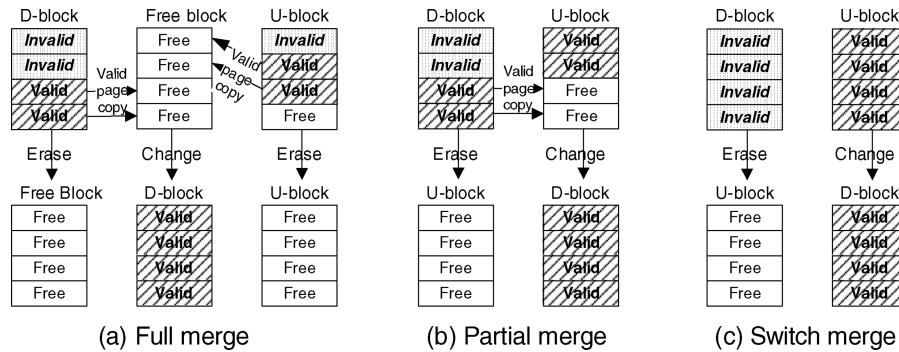 D-block
Invalid
Invalid
Valid
Valid
Valid
page
copy
Free block
Free
Free
Free
Free
Valid
page
copy
U-block
Invalid
Valid
Valid
Free
Erase
Change
Erase
Free Block
Free
Free
Free
Free
D-block
Valid
Valid
Valid
Valid
U-block
Free
Free
Free
Free
(a) Full merge
D-block
Invalid
Invalid
Valid
Valid
Valid
page
copy
U-block
Valid
Valid
Free
Free
Erase
Change
U-block
Free
Free
Free
Free
D-block
Valid
Valid
Valid
Valid
(b) Partial merge
D-block
Invalid
Invalid
Invalid
Invalid
U-block
Valid
Valid
Valid
Valid
Erase
Change
U-block
Free
Free
Free
Free
D-block
Valid
Valid
Valid
Valid
(c) Switch merge